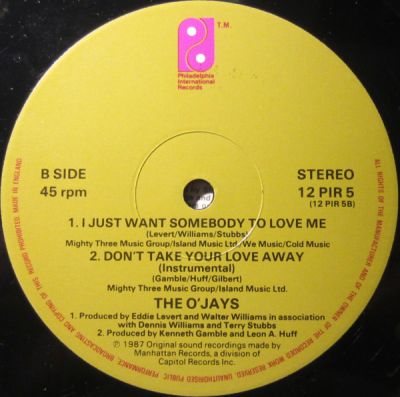 T.M.
Philadelphia
International
Records
B SIDE
45 rpm
STEREO
12 PIR 5
(12 PIR 5B)
1. I JUST WANT SOMEBODY TO LOVE ME
(Levert/Williams/Stubbs)
Mighty Three Music Group/Island Music Ltd/We Music/Cold Music
2. DON'T TAKE YOUR LOVE AWAY
(Instrumental)
(Gamble/Huff/Gilbert)
Mighty Three Music Group/Island Music Ltd.
THE O'JAYS
1. Produced by Eddie Levert and Walter Williams in association
with Dennis Williams and Terry Stubbs
2. Produced by Kenneth Gamble and Leon A. Huff
℗ 1987 Original sound recordings made by
Manhattan Records, a division of
Capitol Records Inc.
ALL RIGHTS OF THE MANUFACTURER AND OF THE OWNER OF THE RECORDED WORK RESERVED. UNAUTHORISED PUBLIC PERFORMANCE, BROADCASTING AND COPYING OF THIS RECORD PROHIBITED. MADE IN ENGLAND